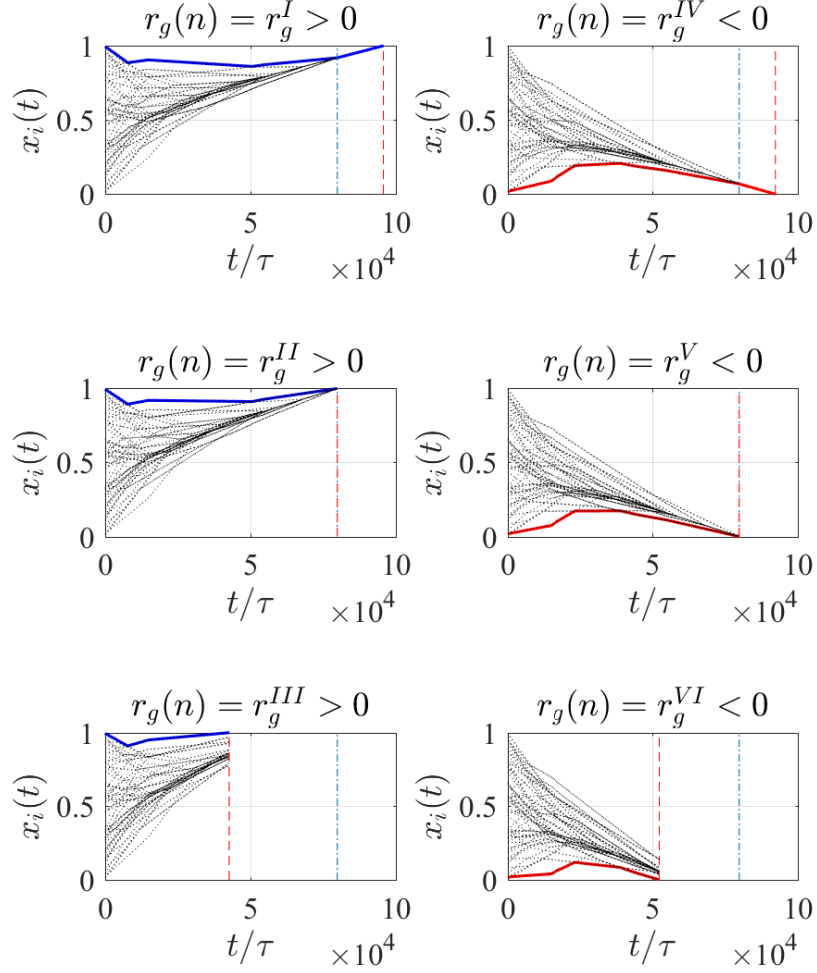 r_g(n) = r_g^I > 0
1
0.5
0
x_i(t)
0 5 10
t/τ
×10^4
r_g(n) = r_g^{IV} < 0
1
0.5
0
x_i(t)
0 5 10
t/τ
×10^4
r_g(n) = r_g^{II} > 0
1
0.5
0
x_i(t)
0 5 10
t/τ
×10^4
r_g(n) = r_g^V < 0
1
0.5
0
x_i(t)
0 5 10
t/τ
×10^4
r_g(n) = r_g^{III} > 0
1
0.5
0
x_i(t)
0 5 10
t/τ
×10^4
r_g(n) = r_g^{VI} < 0
1
0.5
0
x_i(t)
0 5 10
t/τ
×10^4